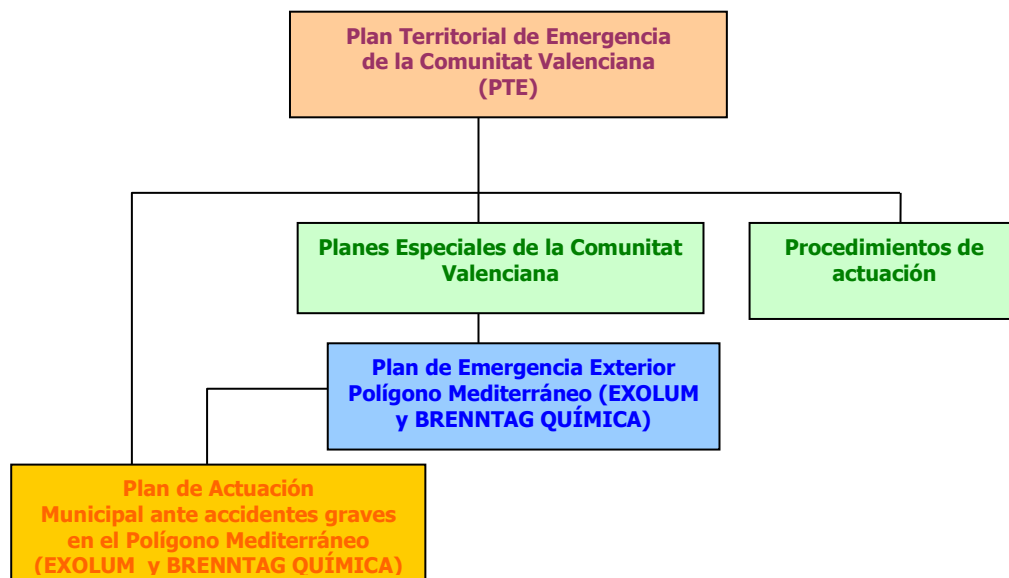 Plan Territorial de Emergencia
de la Comunitat Valenciana
(PTE)
Planes Especiales de la Comunitat
Valenciana
Procedimientos de
actuación
Plan de Emergencia Exterior
Polígono Mediterráneo (EXOLUM
y BRENNTAG QUÍMICA)
Plan de Actuación
Municipal ante accidentes graves
en el Polígono Mediterráneo
(EXOLUM y BRENNTAG QUÍMICA)